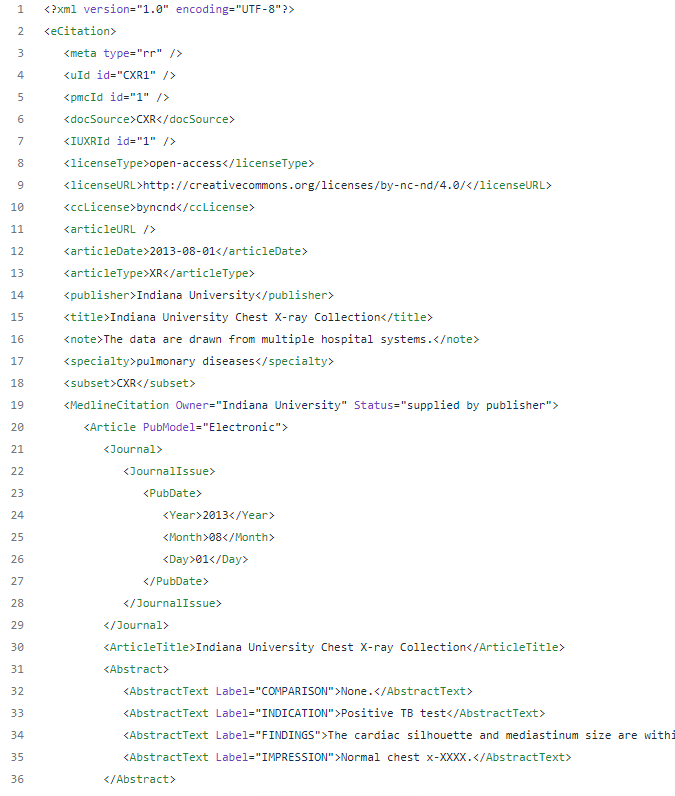 1 <?xml version="1.0" encoding="UTF-8"?>
2 <eCitation>
3 <meta type="rr" />
4 <uId id="CXR1" />
5 <pmcId id="1" />
6 <docSource>CXR</docSource>
7 <IUXRId id="1" />
8 <licenseType>open-access</licenseType>
9 <licenseURL>http://creativecommons.org/licenses/by-nc-nd/4.0/</licenseURL>
10 <ccLicense>byncnd</ccLicense>
11 <articleURL />
12 <articleDate>2013-08-01</articleDate>
13 <articleType>XR</articleType>
14 <publisher>Indiana University</publisher>
15 <title>Indiana University Chest X-ray Collection</title>
16 <note>The data are drawn from multiple hospital systems.</note>
17 <specialty>pulmonary diseases</specialty>
18 <subset>CXR</subset>
19 <MedlineCitation Owner="Indiana University" Status="supplied by publisher">
20 <Article PubModel="Electronic">
21 <Journal>
22 <JournalIssue>
23 <PubDate>
24 <Year>2013</Year>
25 <Month>08</Month>
26 <Day>01</Day>
27 </PubDate>
28 </JournalIssue>
29 </Journal>
30 <ArticleTitle>Indiana University Chest X-ray Collection</ArticleTitle>
31 <Abstract>
32 <AbstractText Label="COMPARISON">None.</AbstractText>
33 <AbstractText Label="INDICATION">Positive TB test</AbstractText>
34 <AbstractText Label="FINDINGS">The cardiac silhouette and mediastinum size are withi
35 <AbstractText Label="IMPRESSION">Normal chest x-XXXX.</AbstractText>
36 </Abstract>